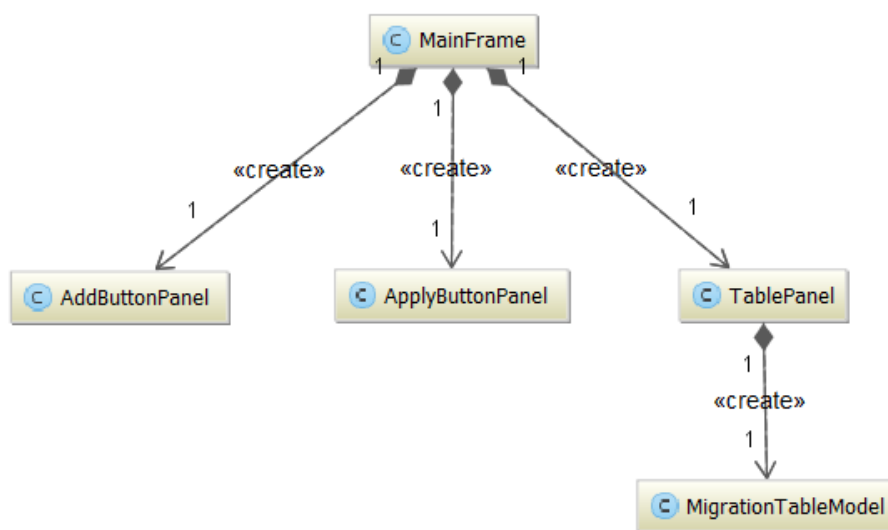 C MainFrame
1 1 1
«create» «create» «create»
1 1 1
C AddButtonPanel C ApplyButtonPanel C TablePanel
1
«create»
1
C MigrationTableModel